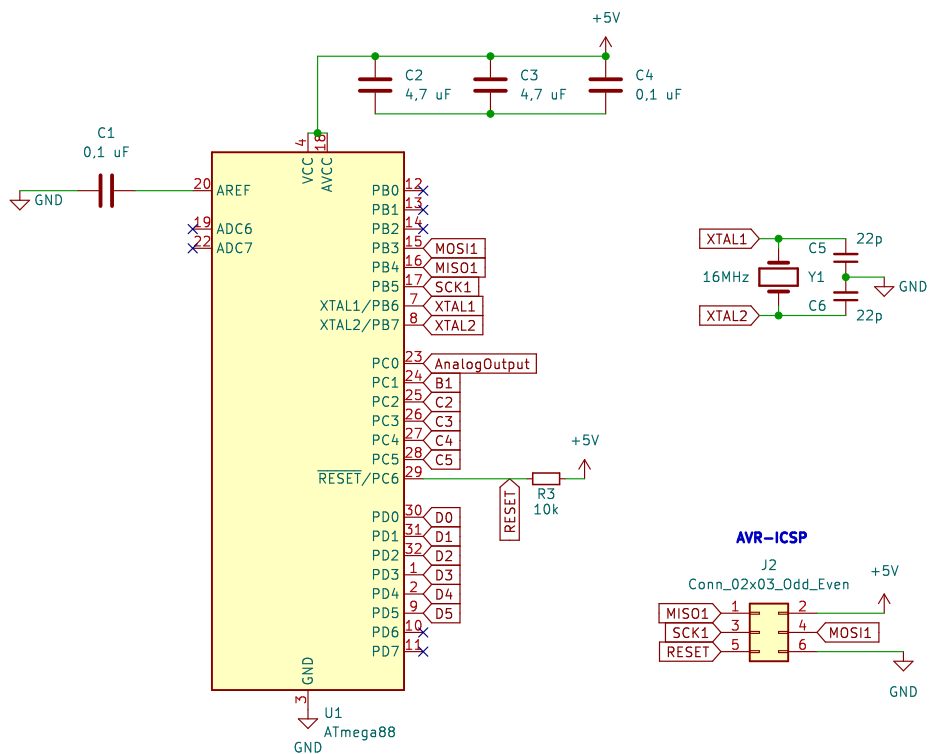 +5V
C2
4,7 uF
C3
4,7 uF
C4
0,1 uF
C1
0,1 uF
GND
4
VCC
18
AVCC
20 AREF
19 ADC6
22 ADC7
PB0 12
PB1 13
PB2 14
PB3 15 MOSI1
PB4 16 MISO1
PB5 17 SCK1
XTAL1/PB6 7 XTAL1
XTAL2/PB7 8 XTAL2
PC0 23 AnalogOutput
PC1 24 B1
PC2 25 C2
PC3 26 C3
PC4 27 C4
PC5 28 C5
RESET/PC6 29
RESET
R3
10k
+5V
PD0 30 D0
PD1 31 D1
PD2 32 D2
PD3 1 D3
PD4 2 D4
PD5 9 D5
PD6 10
PD7 11
GND
3
U1
ATmega88
GND
XTAL1
C5 22p
16MHz Y1
GND
XTAL2
C6 22p
AVR-ICSP
J2
Conn_02x03_Odd_Even
+5V
MISO1 1 2
SCK1 3 4 MOSI1
RESET 5 6
GND